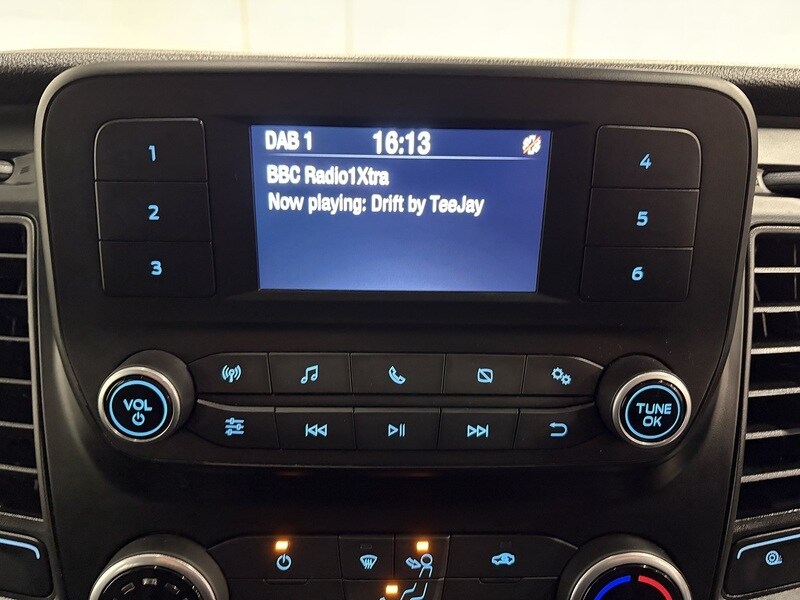 DAB 1 16:13
BBC Radio1Xtra
Now playing: Drift by TeeJay
1
2
3
4
5
6
VOL
TUNE
OK